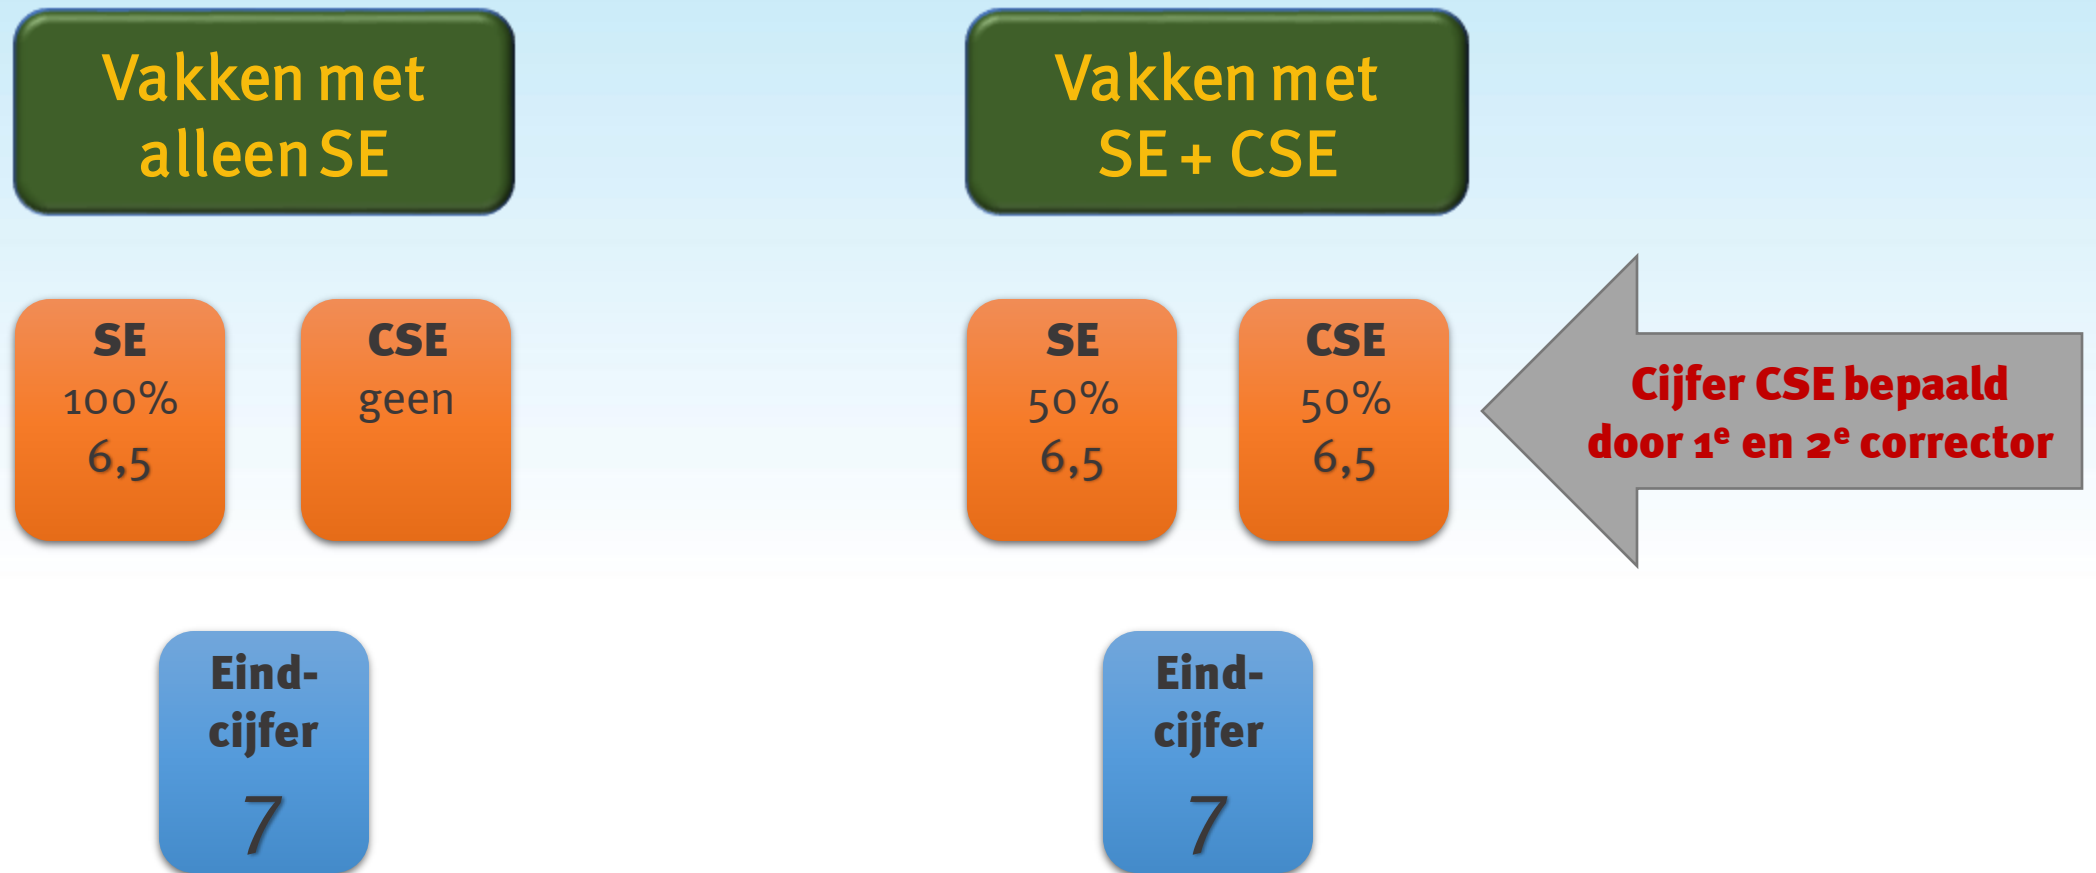 Vakken met
alleen SE
SE
100%
6,5
CSE
geen
Eind-
cijfer
7
Vakken met
SE + CSE
SE
50%
6,5
CSE
50%
6,5
Cijfer CSE bepaald
door 1e en 2e corrector
Eind-
cijfer
7